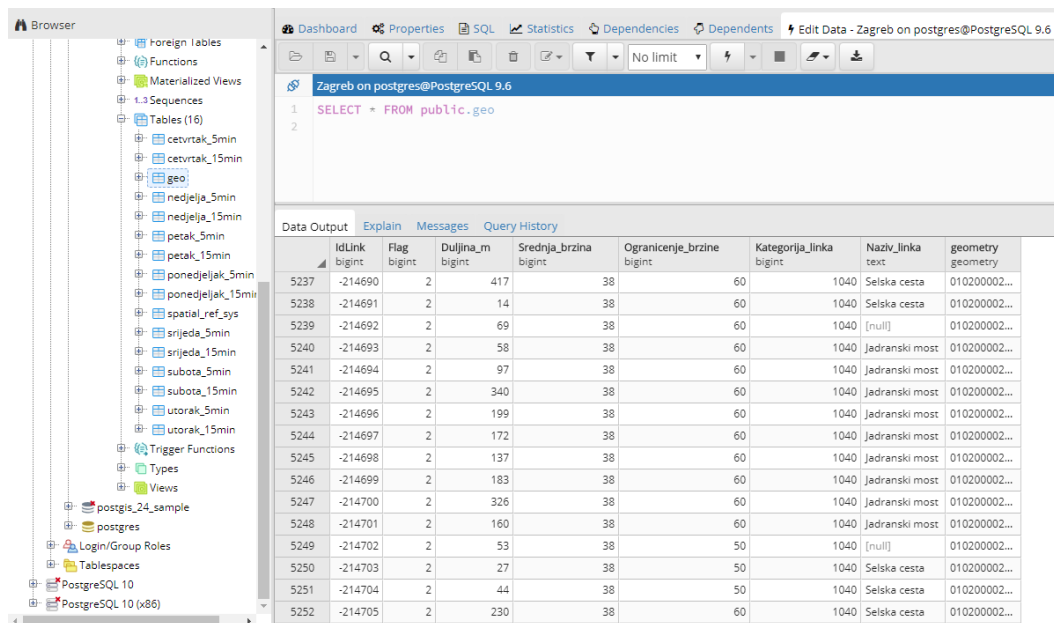 Browser
Foreign Tables
Functions
Materialized Views
1..3 Sequences
Tables (16)
cetvrtak_5min
cetvrtak_15min
geo
nedjelja_5min
nedjelja_15min
petak_5min
petak_15min
ponedjeljak_5min
ponedjeljak_15min
spatial_ref_sys
srijeda_5min
srijeda_15min
subota_5min
subota_15min
utorak_5min
utorak_15min
Trigger Functions
Types
Views
postgis_24_sample
postgres
Login/Group Roles
Tablespaces
PostgreSQL 10
PostgreSQL 10 (x86)
Dashboard Properties SQL Statistics Dependencies Dependents Edit Data - Zagreb on postgres@PostgreSQL 9.6
No limit
Zagreb on postgres@PostgreSQL 9.6
1 SELECT * FROM public.geo
2
Data Output Explain Messages Query History
IdLink Flag Duljina_m Srednja_brzina Ogranicenje_brzine Kategorija_linka Naziv_linka geometry
bigint bigint bigint bigint bigint bigint text geometry
5237 -214690 2 417 38 60 1040 Selska cesta 010200002...
5238 -214691 2 14 38 60 1040 Selska cesta 010200002...
5239 -214692 2 69 38 60 1040 [null] 010200002...
5240 -214693 2 58 38 60 1040 Jadranski most 010200002...
5241 -214694 2 97 38 60 1040 Jadranski most 010200002...
5242 -214695 2 340 38 60 1040 Jadranski most 010200002...
5243 -214696 2 199 38 60 1040 Jadranski most 010200002...
5244 -214697 2 172 38 60 1040 Jadranski most 010200002...
5245 -214698 2 137 38 60 1040 Jadranski most 010200002...
5246 -214699 2 183 38 60 1040 Jadranski most 010200002...
5247 -214700 2 326 38 60 1040 Jadranski most 010200002...
5248 -214701 2 160 38 60 1040 Jadranski most 010200002...
5249 -214702 2 53 38 50 1040 [null] 010200002...
5250 -214703 2 27 38 50 1040 Selska cesta 010200002...
5251 -214704 2 44 38 50 1040 Selska cesta 010200002...
5252 -214705 2 230 38 60 1040 Selska cesta 010200002...